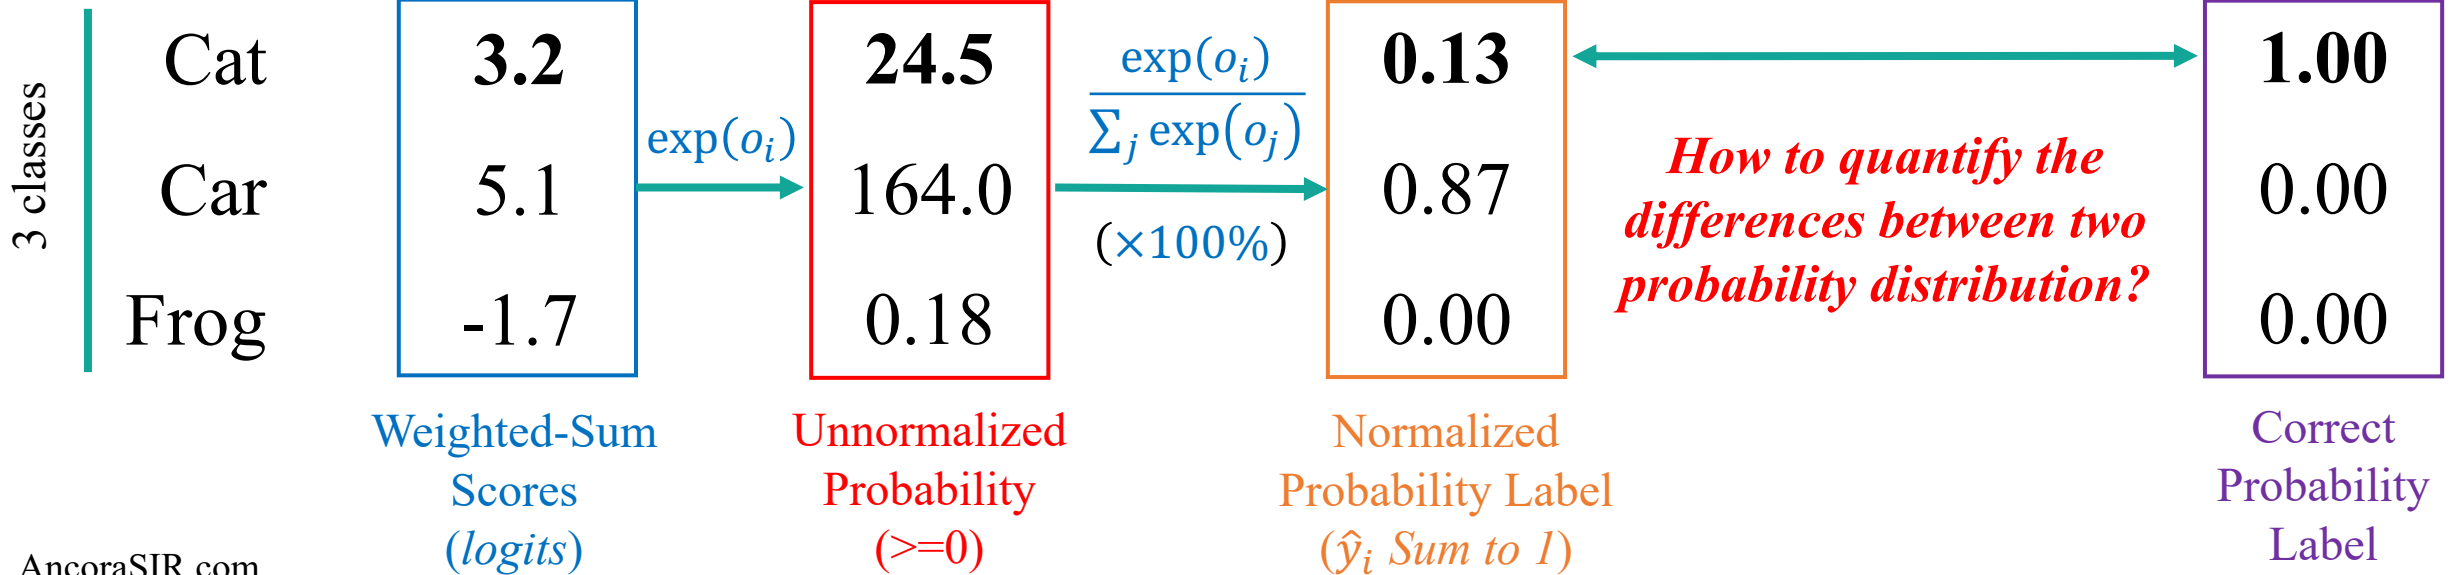 3 classes
Cat 3.2 24.5 0.13 1.00
Car 5.1 164.0 0.87 0.00
Frog -1.7 0.18 0.00 0.00
exp(oᵢ)
exp(oᵢ)
∑ⱼ exp(oⱼ)
(×100%)
How to quantify the
differences between two
probability distribution?
Weighted-Sum
Scores
(logits)
Unnormalized
Probability
(>=0)
Normalized
Probability Label
(ŷᵢ Sum to 1)
Correct
Probability
Label
AncoraSIR.com